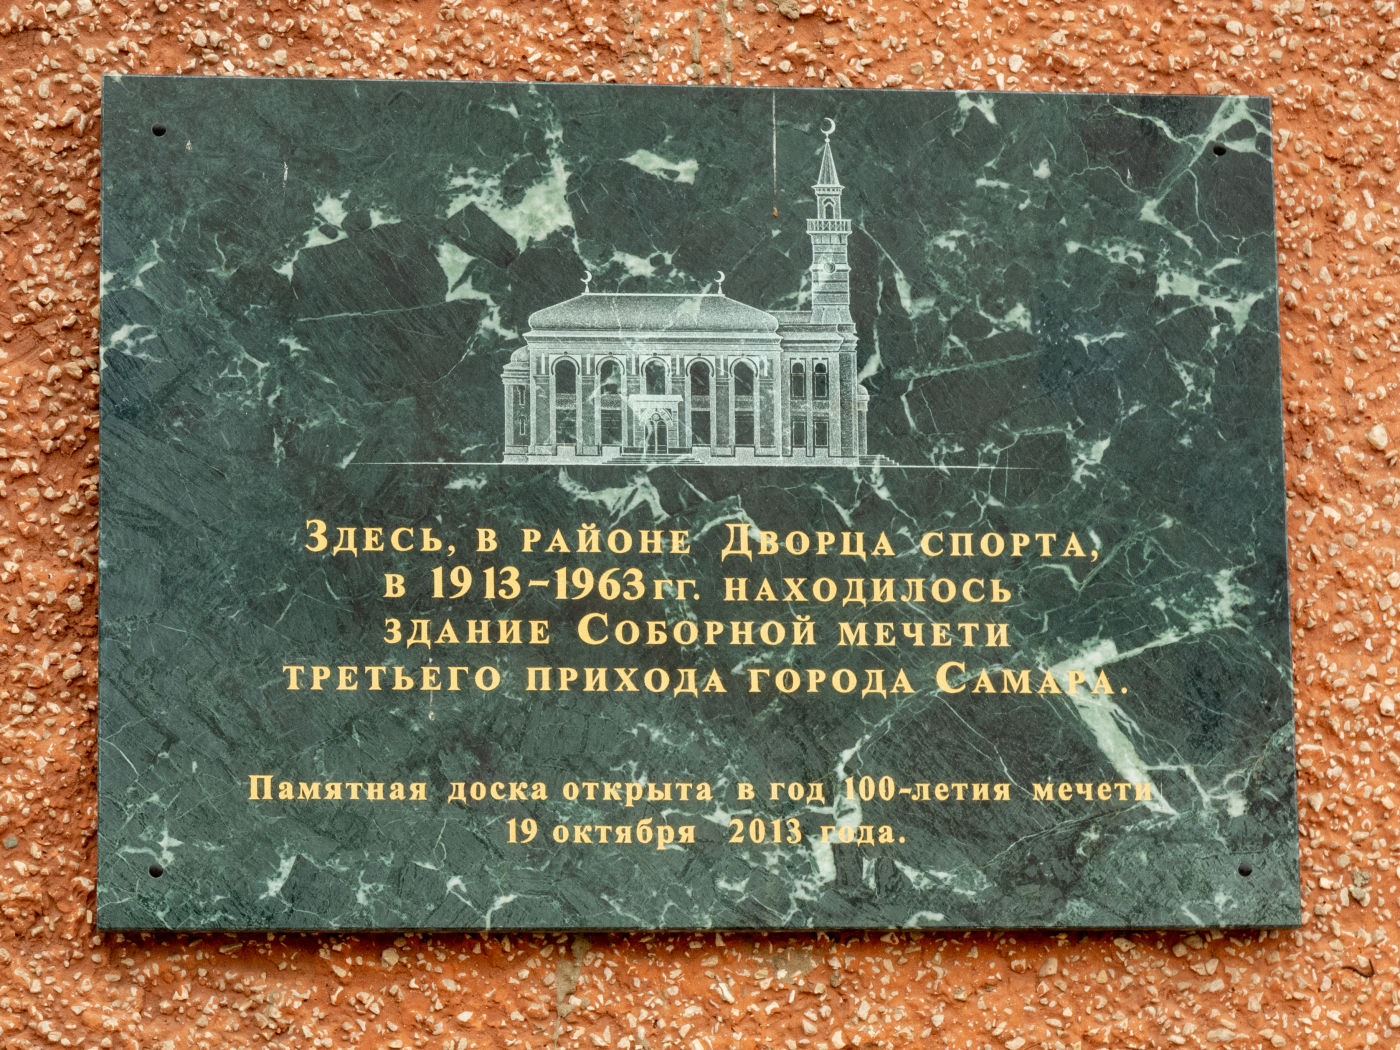 Здесь, в районе Дворца спорта,
в 1913-1963гг. находилось
здание Соборной мечети
третьего прихода города Самара.
Памятная доска открыта в год 100-летия мечети
19 октября 2013 года.